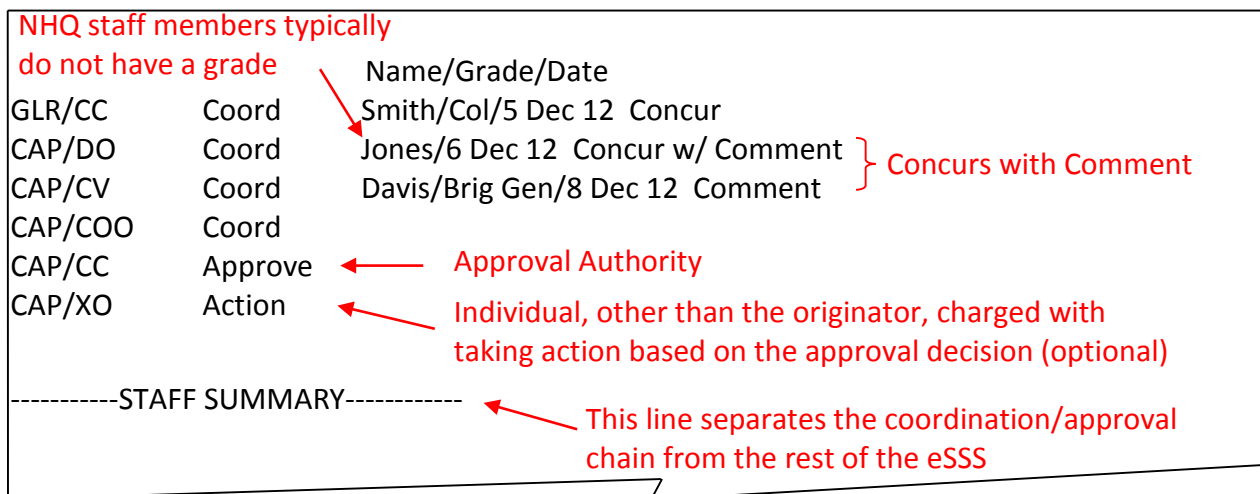 NHQ staff members typically
do not have a grade
Name/Grade/Date
GLR/CC Coord Smith/Col/5 Dec 12 Concur
CAP/DO Coord Jones/6 Dec 12 Concur w/ Comment
Concurs with Comment
CAP/CV Coord Davis/Brig Gen/8 Dec 12 Comment
CAP/COO Coord
CAP/CC Approve Approval Authority
CAP/XO Action Individual, other than the originator, charged with
taking action based on the approval decision (optional)
-----------STAFF SUMMARY------------
This line separates the coordination/approval
chain from the rest of the eSSS